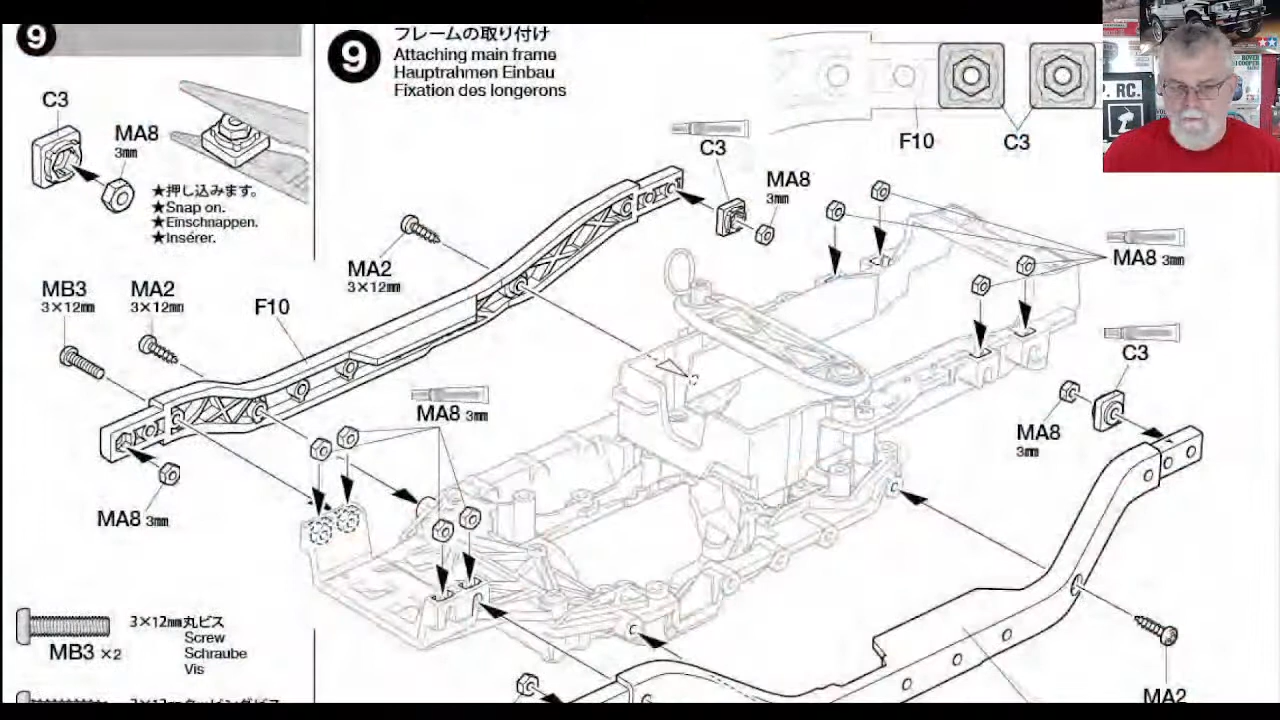 9
C3
MA8
3mm
★押し込みます。
★Snap on.
★Einschnappen.
★Insérer.
9
フレームの取り付け
Attaching main frame
Hauptrahmen Einbau
Fixation des longerons
F10
C3
C3
MA8
3mm
MA2
3×12mm
MA8 3mm
MB3
3×12mm
MA2
3×12mm
F10
C3
MA8 3mm
MA8
3mm
MA8 3mm
MB3 ×2
3×12mm丸ビス
Screw
Schraube
Vis
MA2
P. RC.
ROVER